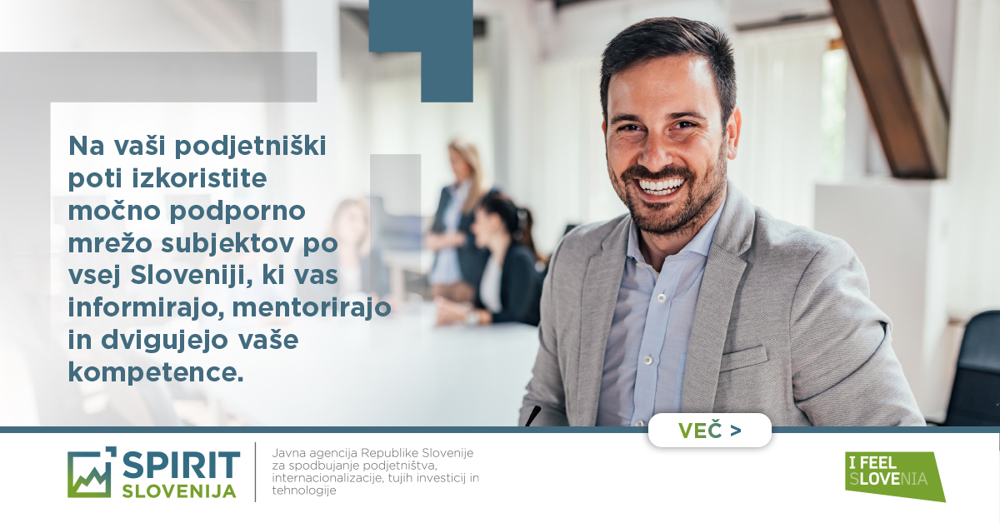 Na vaši podjetniški
poti izkoristite
močno podporno
mrežo subjektov po
vsej Sloveniji, ki vas
informirajo, mentorirajo
in dvigujejo vaše
kompetence.
VEČ >
SPIRIT
SLOVENIJA
Javna agencija Republike Slovenije
za spodbujanje podjetništva,
internacionalizacije, tujih investicij in
tehnologije
I FEEL
SLOVENIA